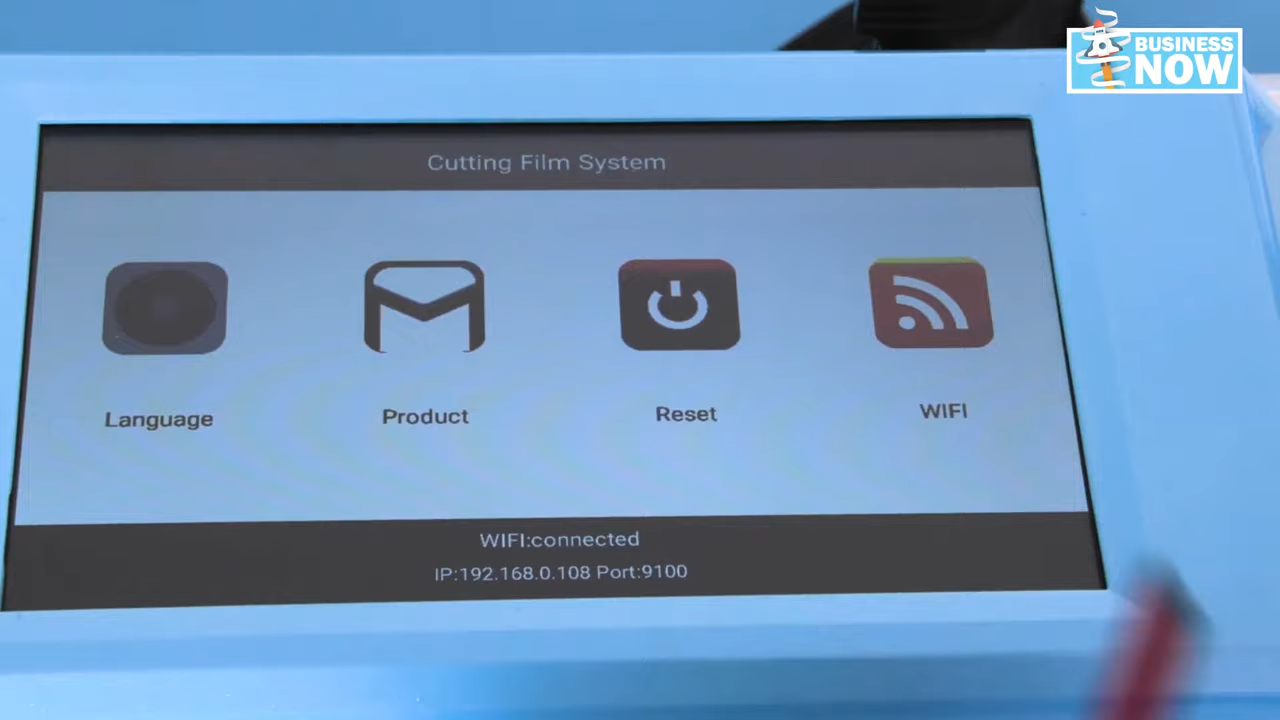 BUSINESS
NOW
Cutting Film System
Language
Product
Reset
WIFI
WIFI:connected
IP:192.168.0.108 Port:9100